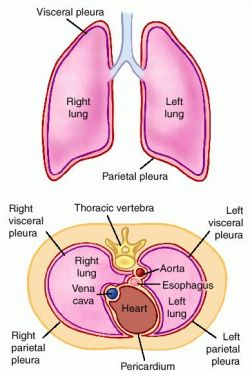 Visceral pleura
Right
lung
Left
lung
Parietal pleura
Right
visceral
pleura
Thoracic vertebra
Left
visceral
pleura
Right
lung
Aorta
Esophagus
Vena
cava
Heart
Left
lung
Right
parietal
pleura
Left
parietal
pleura
Pericardium